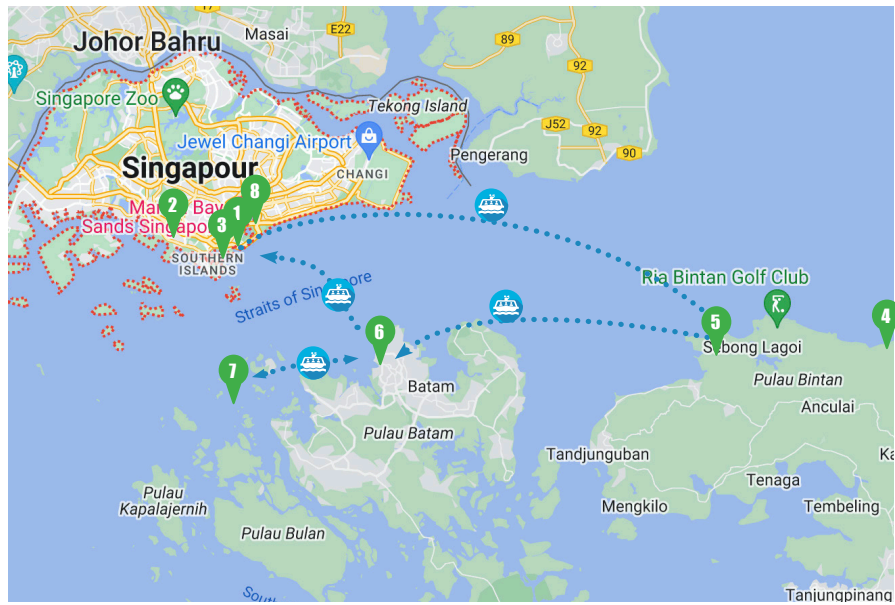 17
Masai
E22
Johor Bahru
89
92
Singapore Zoo
Tekong Island
J52
92
Jewel Changi Airport
Pengerang
90
Singapour
CHANGI
8
2
1
Sands Singapo
3
SOUTHERN
ISLANDS
Straits of Singapore
Ria Bintan Golf Club
4
5
6
Sebong Lagoi
7
Batam
Pulau Bintan
Anculai
Pulau Batam
Tandjunguban
Ka
Tenaga
Pulau
Kapalajernih
Mengkilo
Tembeling
Pulau Bulan
Tanjungpinang